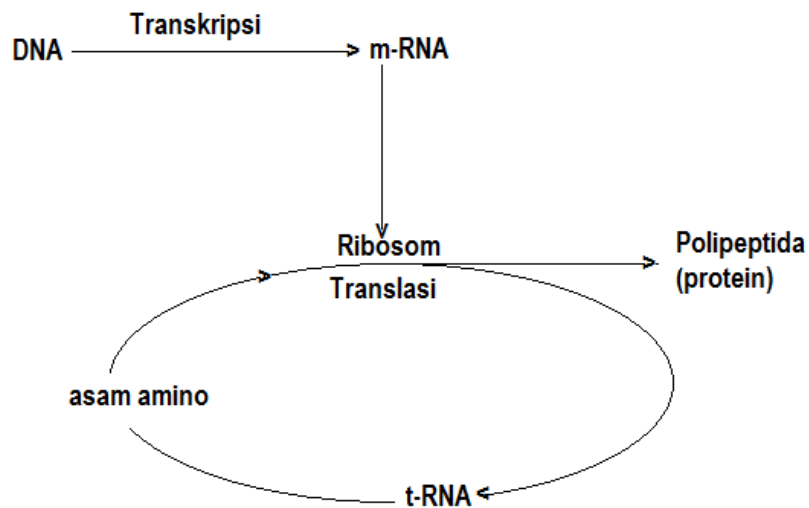 Transkripsi
DNA
m-RNA
Ribosom
Translasi
Polipeptida
(protein)
asam amino
t-RNA